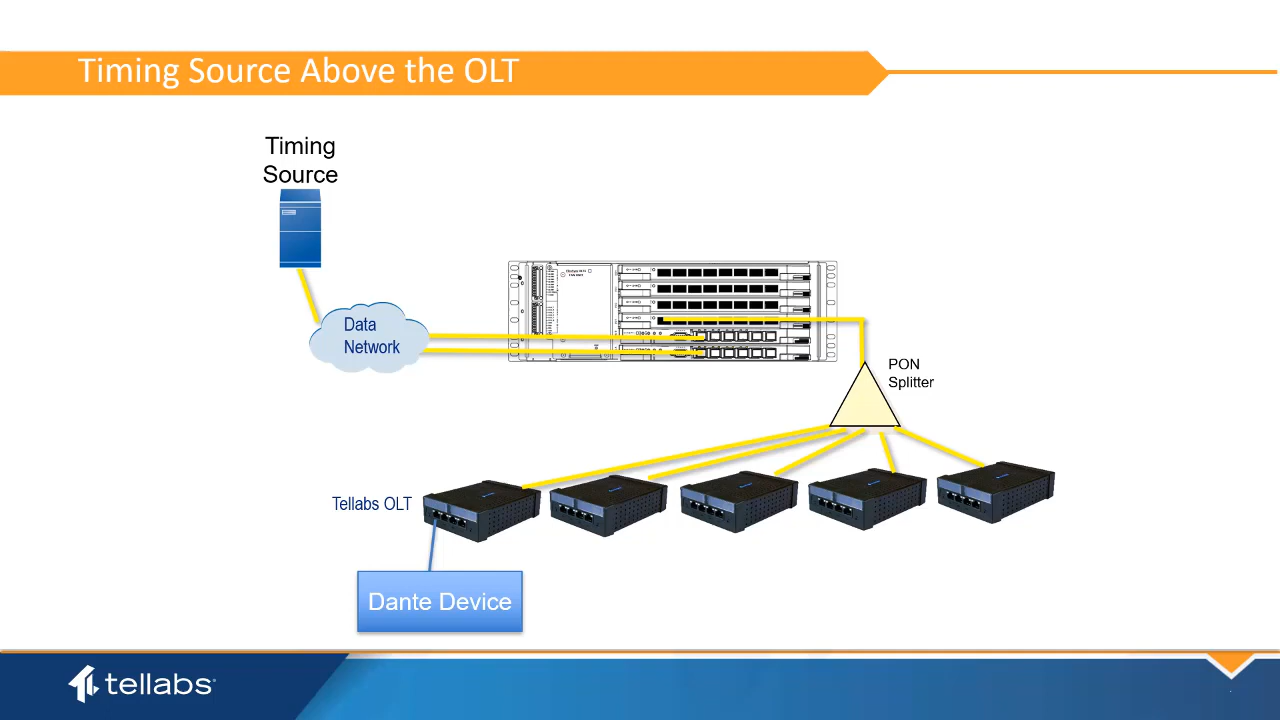 Timing Source Above the OLT
Timing
Source
Data
Network
PON
Splitter
Tellabs OLT
Dante Device
tellabs